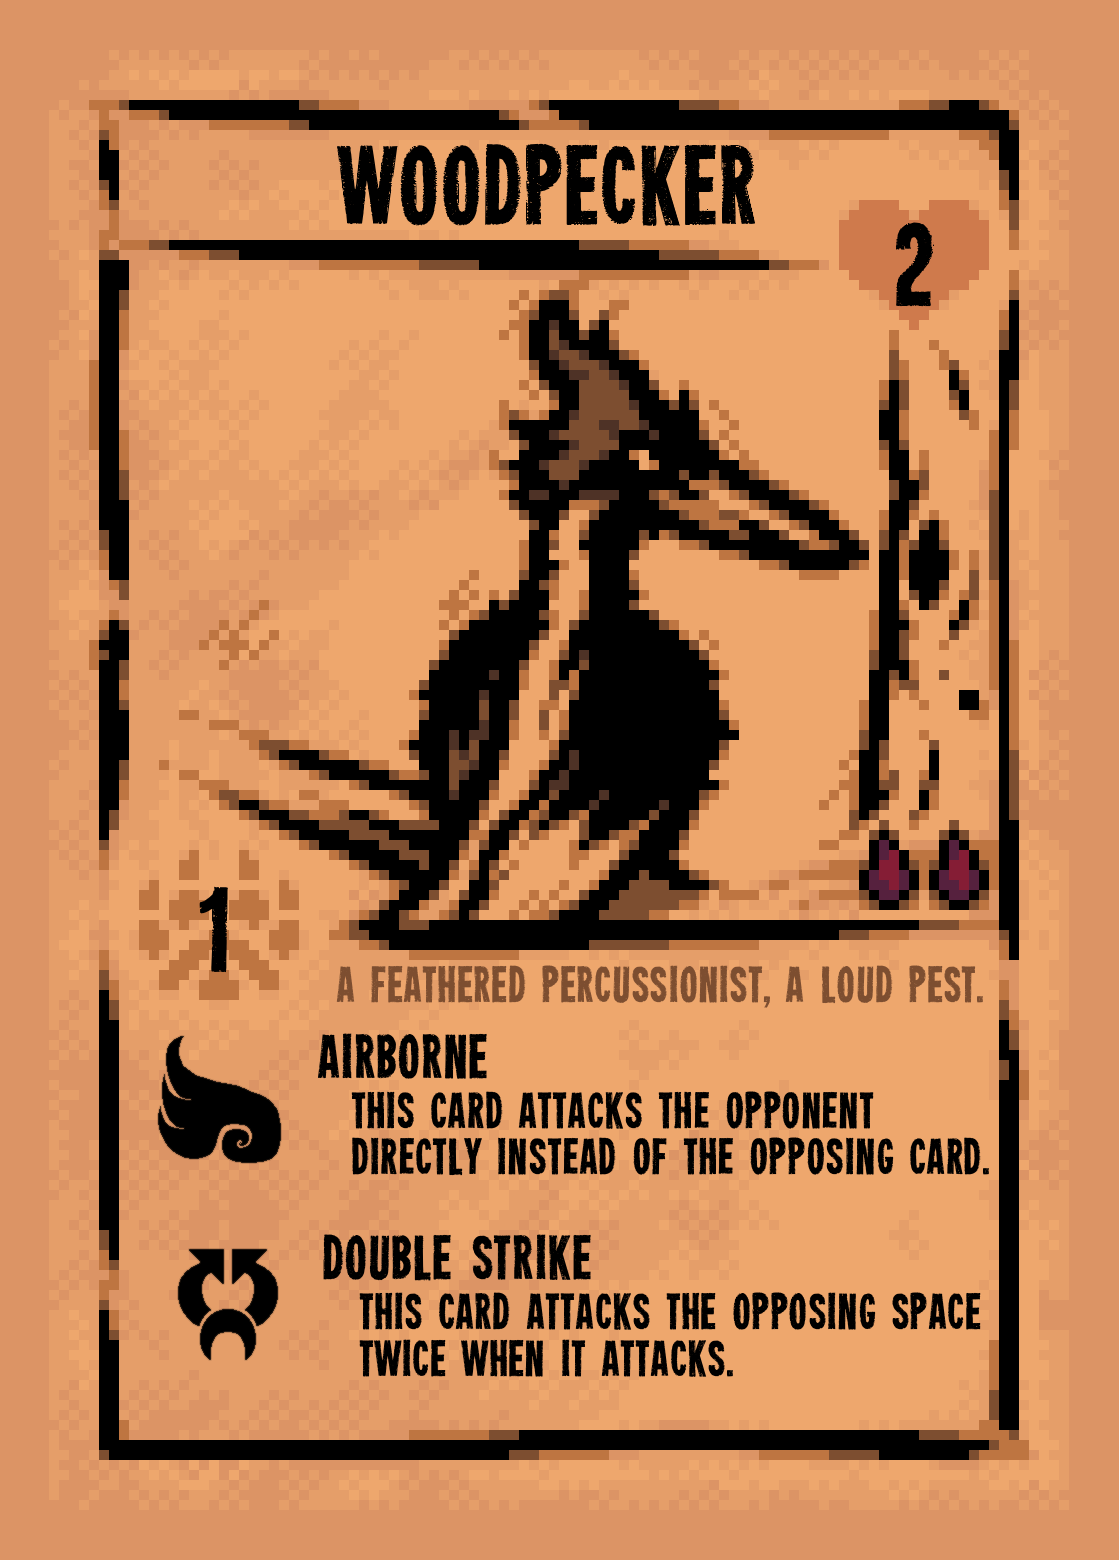 WOODPECKER
2
1
A FEATHERED PERCUSSIONIST, A LOUD PEST.
AIRBORNE
THIS CARD ATTACKS THE OPPONENT
DIRECTLY INSTEAD OF THE OPPOSING CARD.
DOUBLE STRIKE
THIS CARD ATTACKS THE OPPOSING SPACE
TWICE WHEN IT ATTACKS.